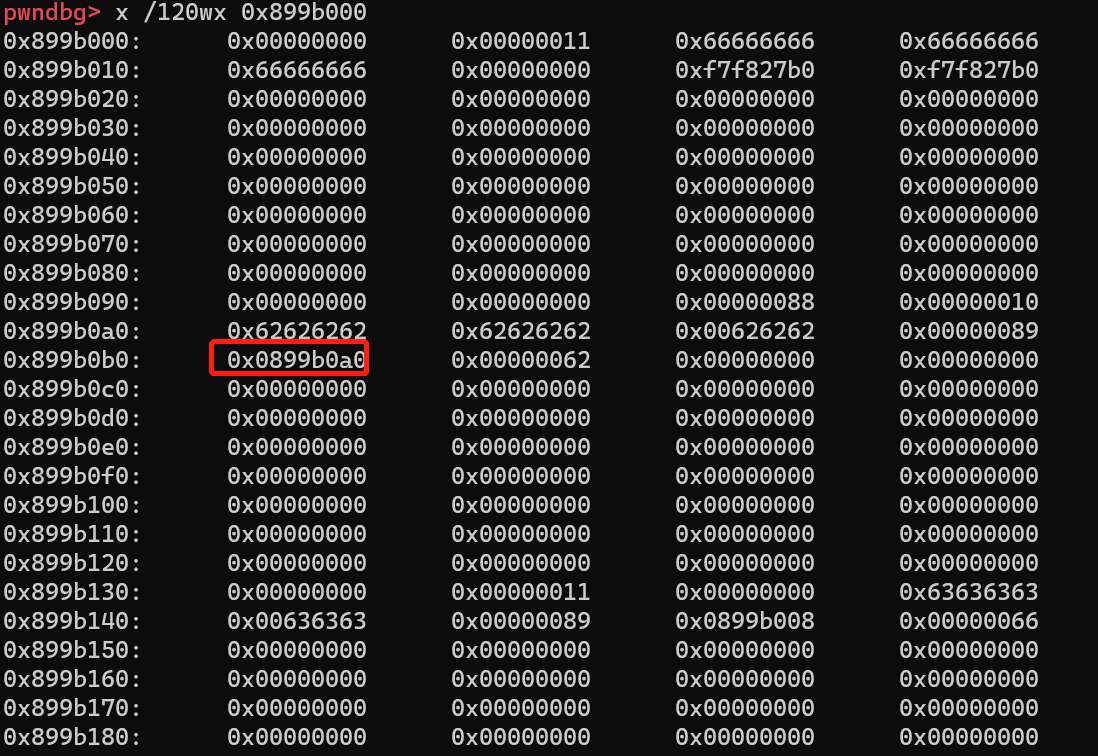 pwndbg> x /120wx 0x899b000
0x899b000:	0x00000000	0x00000011	0x66666666	0x66666666
0x899b010:	0x66666666	0x00000000	0xf7f827b0	0xf7f827b0
0x899b020:	0x00000000	0x00000000	0x00000000	0x00000000
0x899b030:	0x00000000	0x00000000	0x00000000	0x00000000
0x899b040:	0x00000000	0x00000000	0x00000000	0x00000000
0x899b050:	0x00000000	0x00000000	0x00000000	0x00000000
0x899b060:	0x00000000	0x00000000	0x00000000	0x00000000
0x899b070:	0x00000000	0x00000000	0x00000000	0x00000000
0x899b080:	0x00000000	0x00000000	0x00000000	0x00000000
0x899b090:	0x00000000	0x00000000	0x00000088	0x00000010
0x899b0a0:	0x62626262	0x62626262	0x00626262	0x00000089
0x899b0b0:	0x0899b0a0	0x00000062	0x00000000	0x00000000
0x899b0c0:	0x00000000	0x00000000	0x00000000	0x00000000
0x899b0d0:	0x00000000	0x00000000	0x00000000	0x00000000
0x899b0e0:	0x00000000	0x00000000	0x00000000	0x00000000
0x899b0f0:	0x00000000	0x00000000	0x00000000	0x00000000
0x899b100:	0x00000000	0x00000000	0x00000000	0x00000000
0x899b110:	0x00000000	0x00000000	0x00000000	0x00000000
0x899b120:	0x00000000	0x00000000	0x00000000	0x00000000
0x899b130:	0x00000000	0x00000011	0x00000000	0x63636363
0x899b140:	0x00636363	0x00000089	0x0899b008	0x00000066
0x899b150:	0x00000000	0x00000000	0x00000000	0x00000000
0x899b160:	0x00000000	0x00000000	0x00000000	0x00000000
0x899b170:	0x00000000	0x00000000	0x00000000	0x00000000
0x899b180:	0x00000000	0x00000000	0x00000000	0x00000000